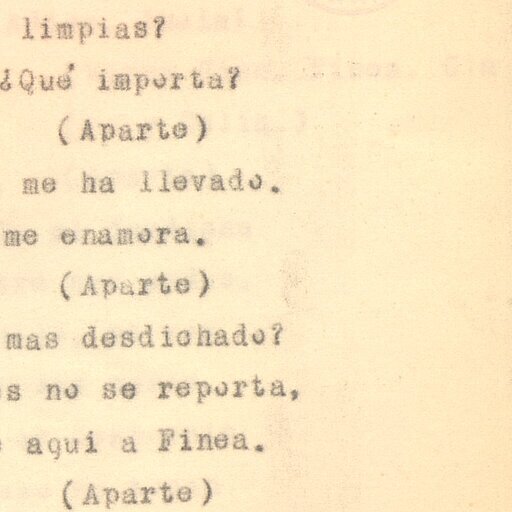 limpias?
¿Qué importa?
(Aparte)
me ha llevado.
me enamora.
(Aparte)
mas desdichado?
no se reporta,
aqui a Finea.
(Aparte)